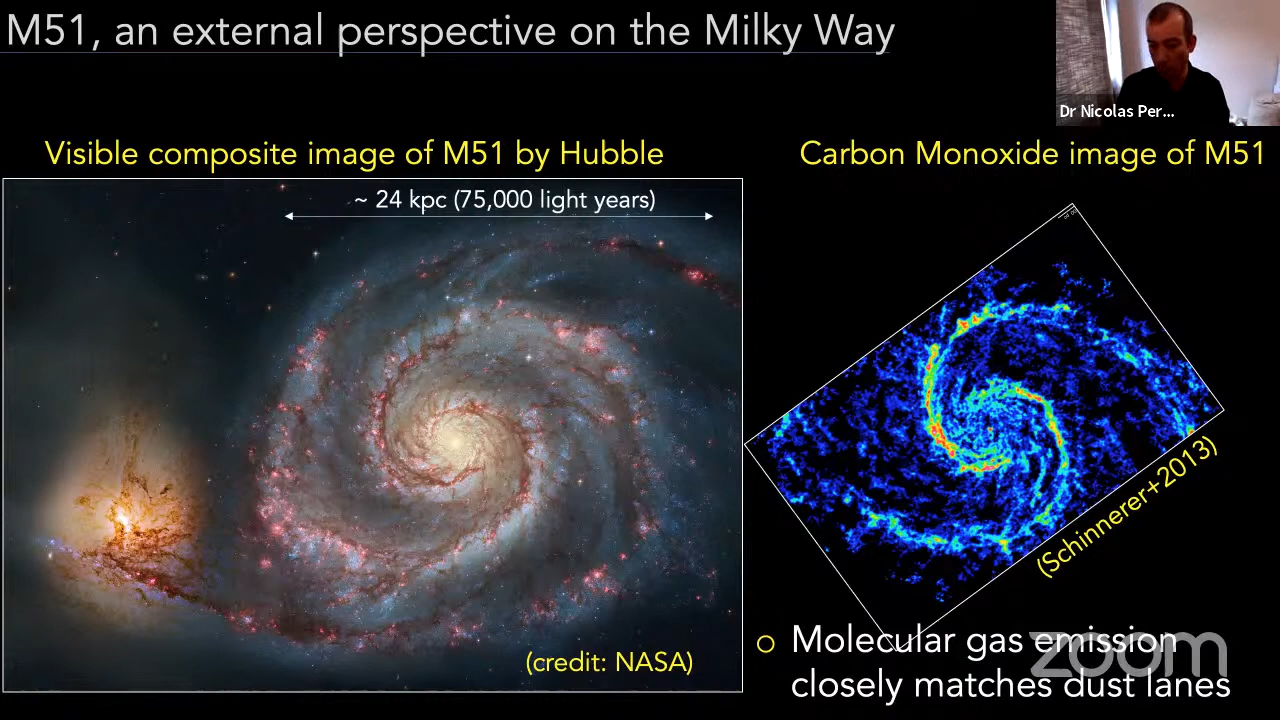 M51, an external perspective on the Milky Way
Dr Nicolas Per...
Visible composite image of M51 by Hubble
Carbon Monoxide image of M51
~ 24 kpc (75,000 light years)
(Schinnerer+2013)
(credit: NASA)
Molecular gas emission
closely matches dust lanes
zoom